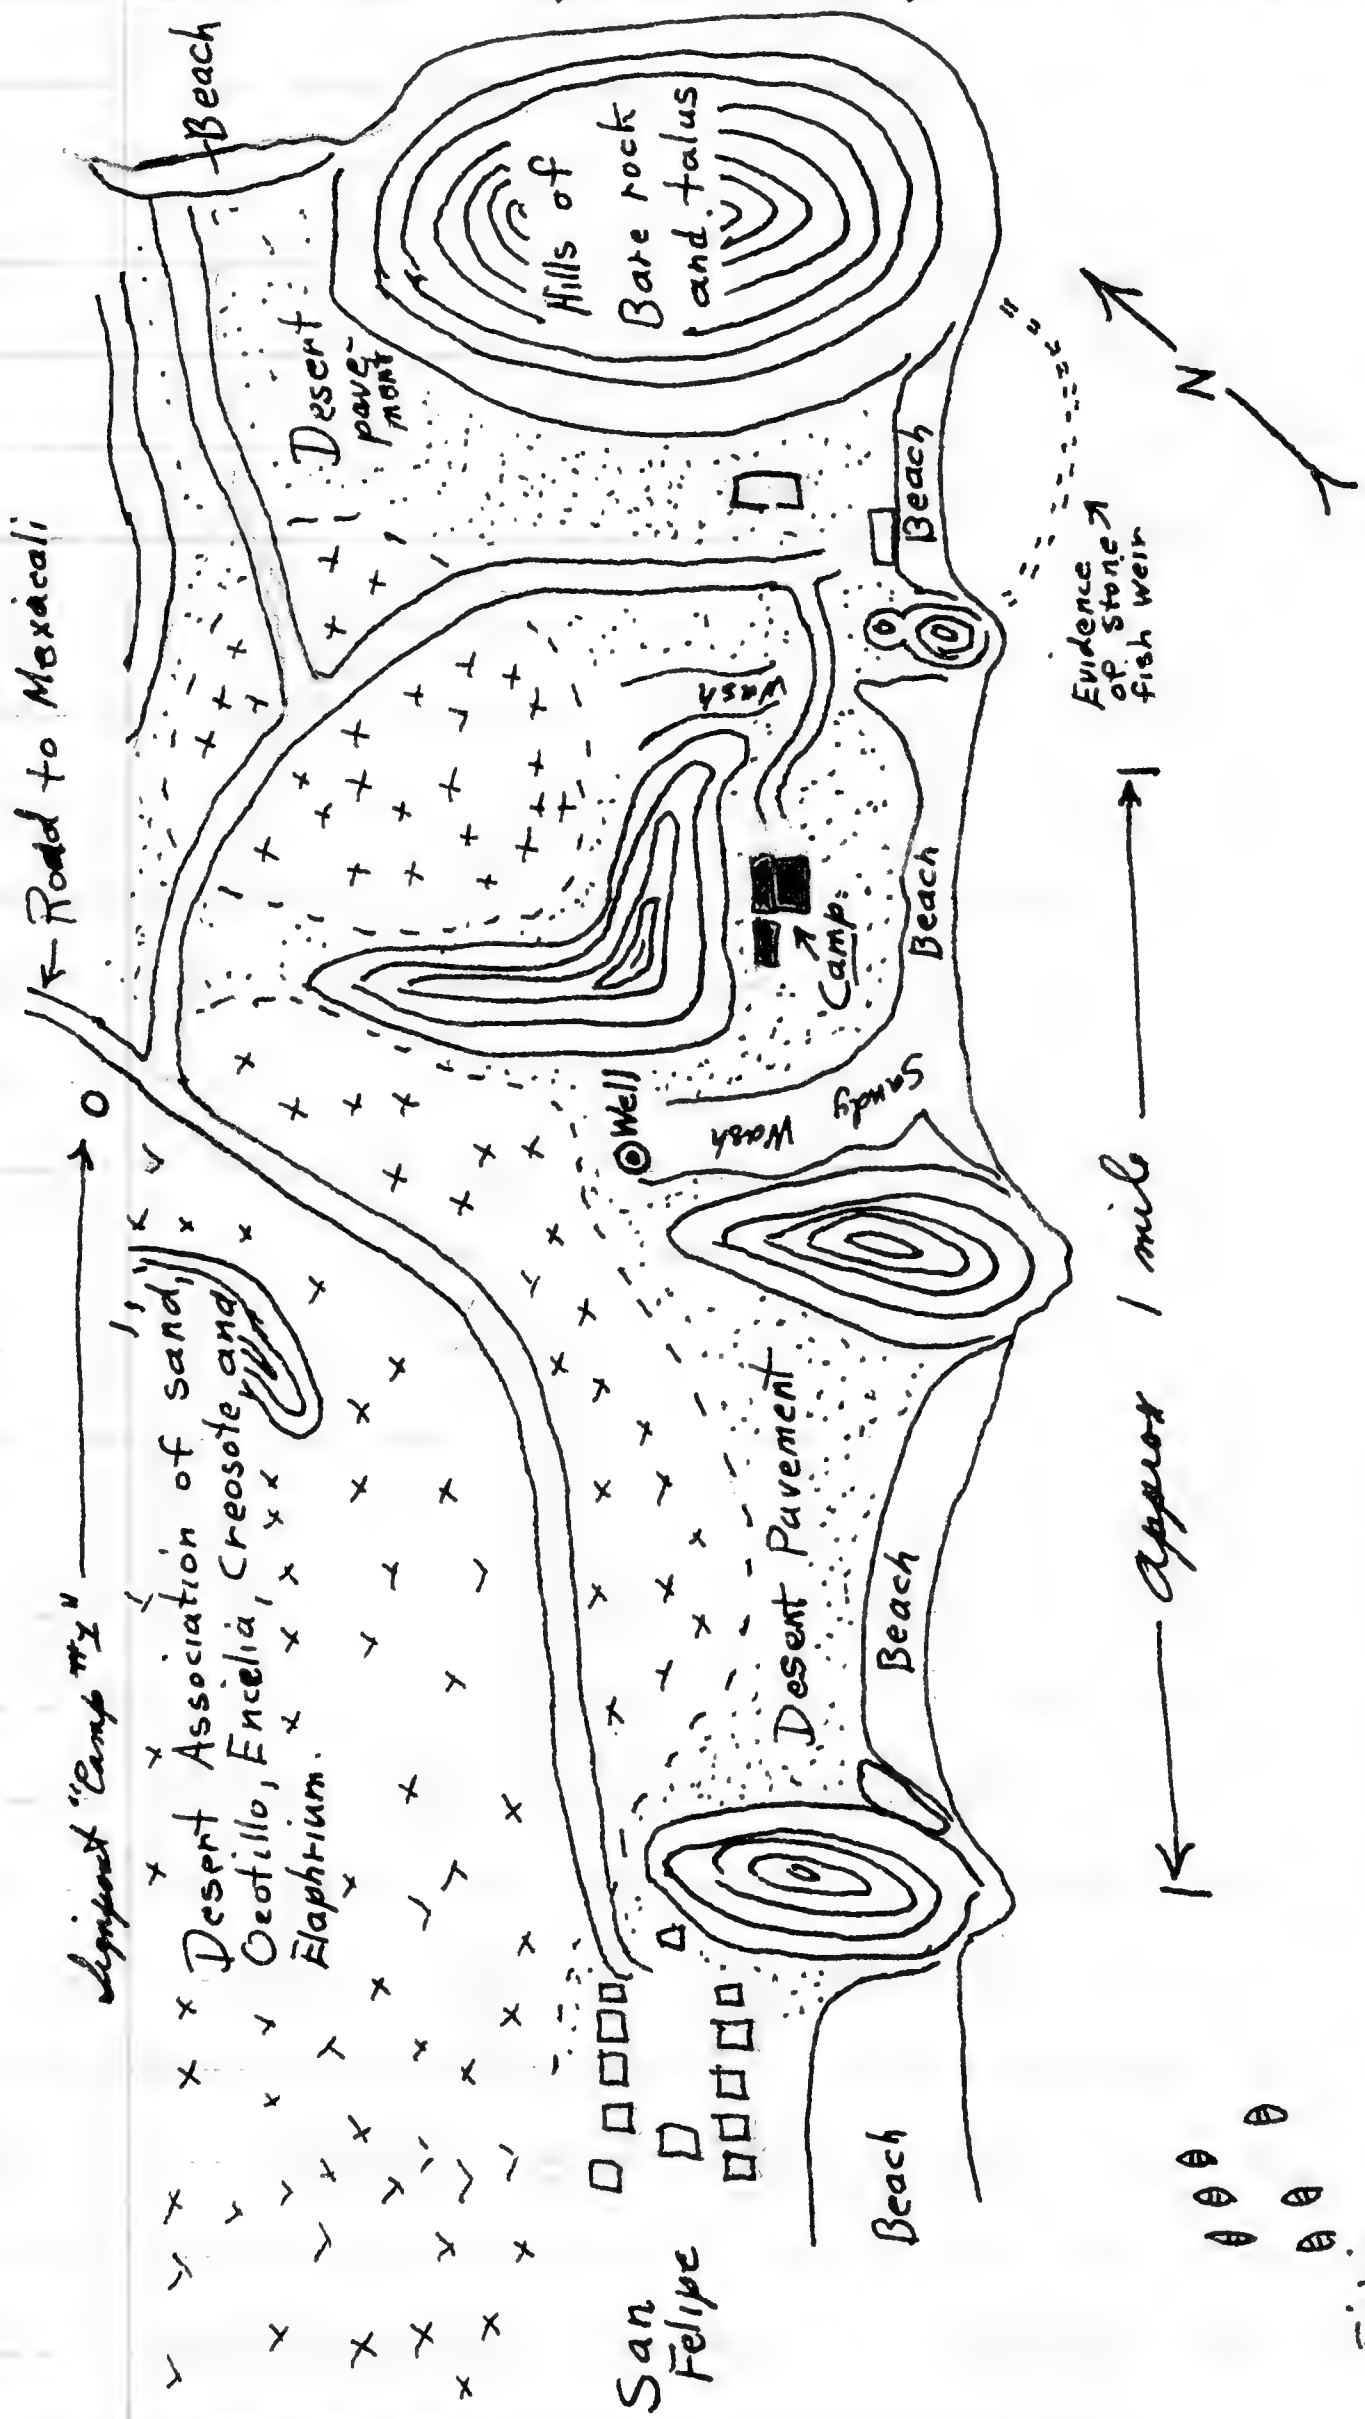 ← Road to Mexicali
Signpost "Camp #1" → O
Beach
Desert Association of sand,
Ocotillo, Encelia, Creosote and
Elaphrium.
Desert
pave-
ment
Hills of
Bare rock
and talus
Wash
Well
Wash
Sandy
Camp.
Desert Pavement
San
Felipe
Beach
Beach
Beach
Beach
Evidence
of stone
fish weir
N
approx 1 mile